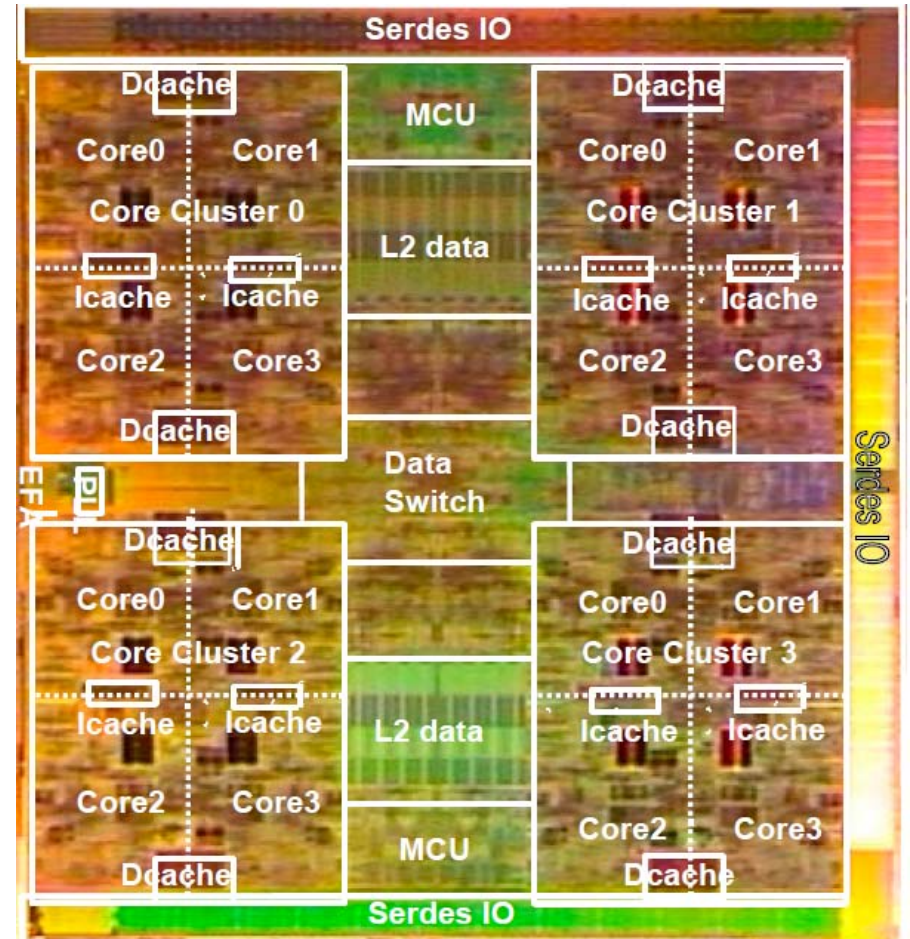 Serdes IO
Dcache
Core0 Core1
Core Cluster 0
Icache Icache
Core2 Core3
Dcache
MCU
L2 data
Dcache
Core0 Core1
Core Cluster 1
Icache Icache
Core2 Core3
Dcache
Data
Switch
EFA
Serdes IO
Dcache
Core0 Core1
Core Cluster 2
Icache Icache
Core2 Core3
Dcache
L2 data
MCU
Dcache
Core0 Core1
Core Cluster 3
Icache Icache
Core2 Core3
Dcache
Serdes IO